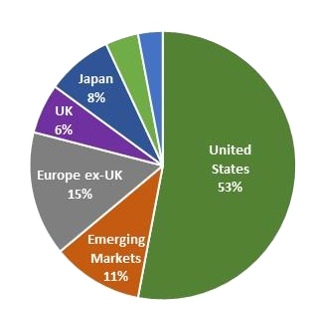 Japan
8%
UK
6%
United
States
53%
Europe ex-UK
15%
Emerging
Markets
11%